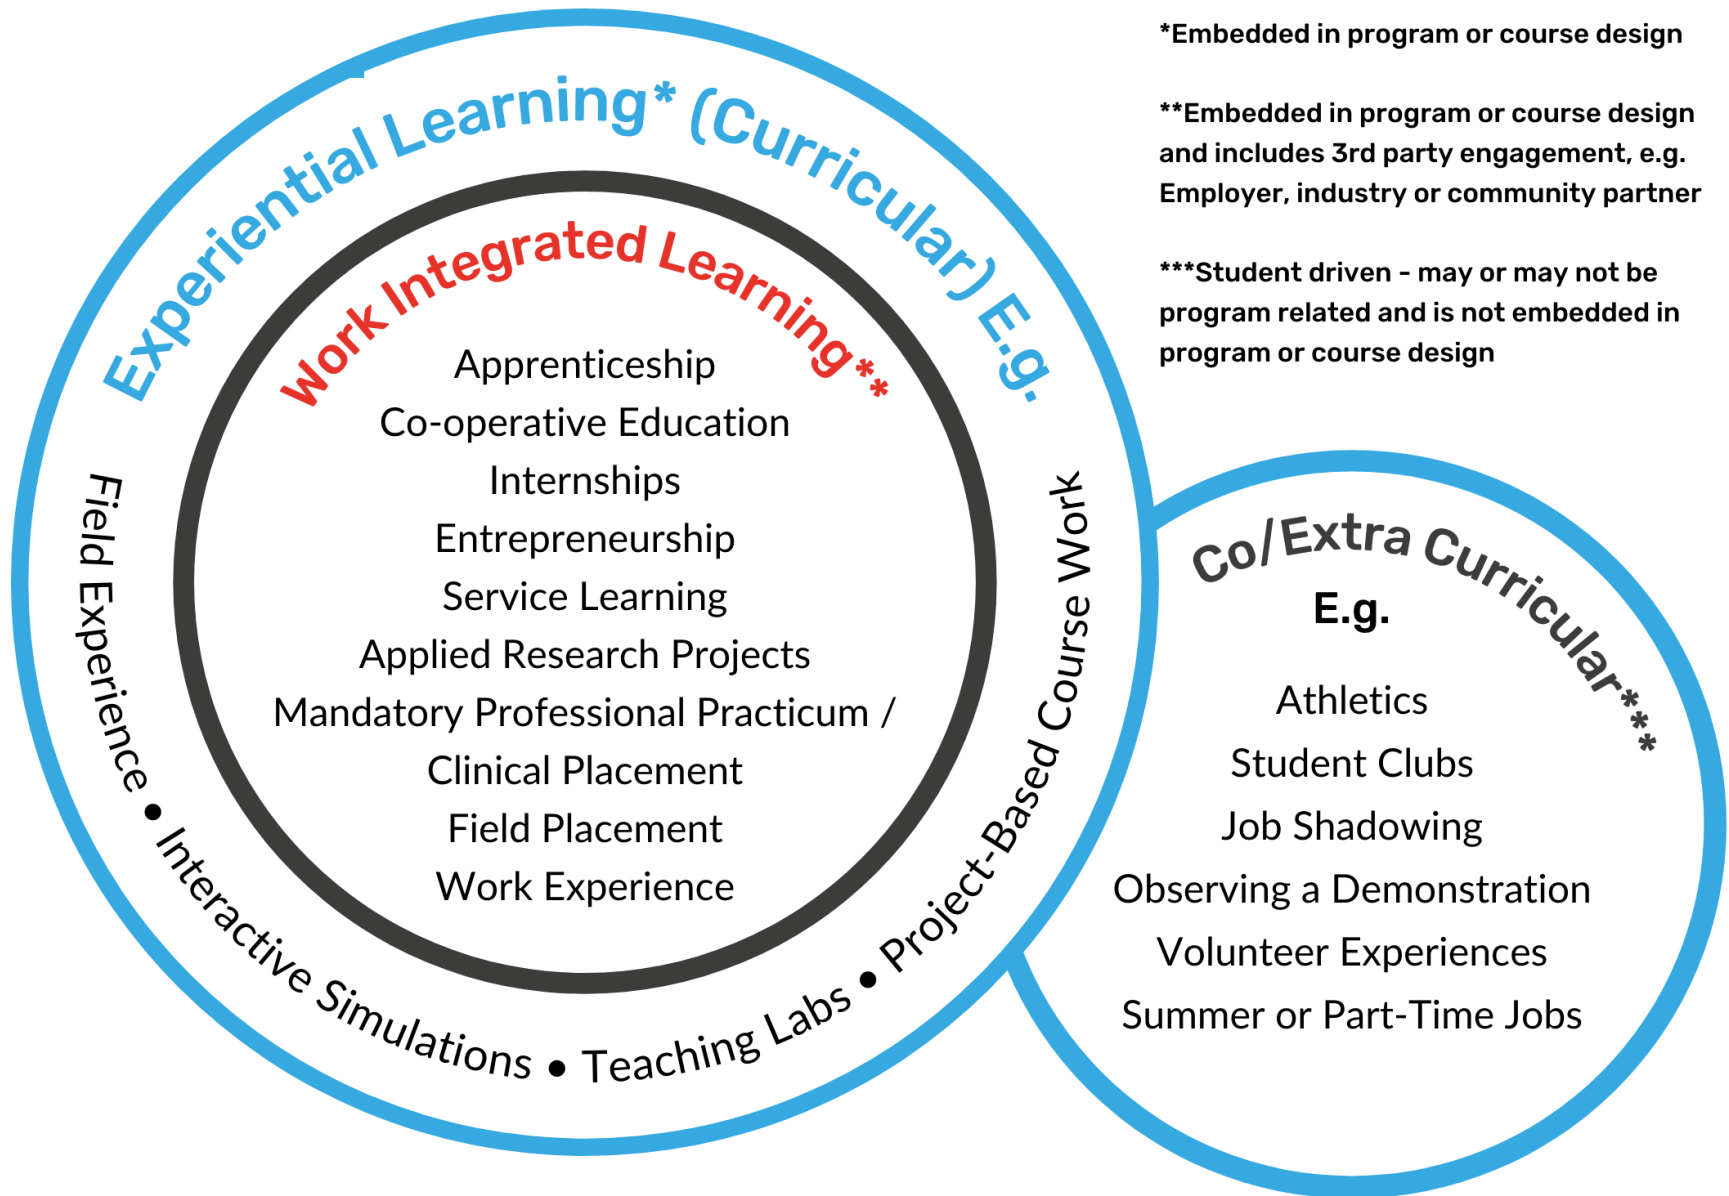 Experiential Learning* (Curricular) E.g.
Work Integrated Learning**
Apprenticeship
Co-operative Education
Internships
Entrepreneurship
Service Learning
Applied Research Projects
Mandatory Professional Practicum /
Clinical Placement
Field Placement
Work Experience
Field Experience • Interactive Simulations • Teaching Labs • Project-Based Course Work
*Embedded in program or course design
**Embedded in program or course design
and includes 3rd party engagement, e.g.
Employer, industry or community partner
***Student driven - may or may not be
program related and is not embedded in
program or course design
Co/Extra Curricular***
E.g.
Athletics
Student Clubs
Job Shadowing
Observing a Demonstration
Volunteer Experiences
Summer or Part-Time Jobs